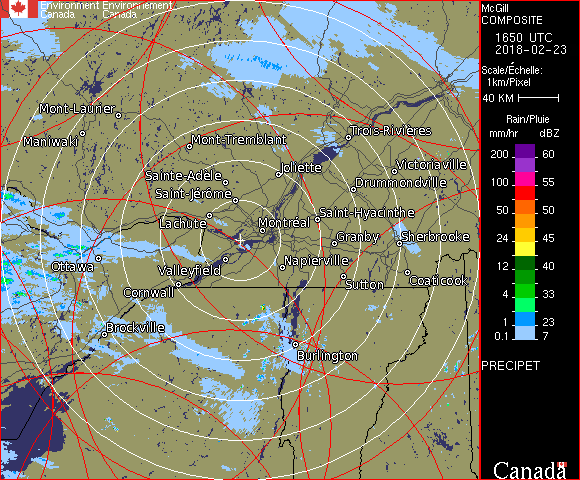 Environment Environnement
Canada Canada
McGill
COMPOSITE
1650 UTC
2018-02-23
Scale/Échelle:
1km/Pixel
40 KM
Rain/Pluie
mm/hr dBZ
200 60
55
100 55
50 50
24 45
12 40
4 33
1 23
0.1 7
PRECIPET
Canada
Mont-Laurier
Maniwaki
Mont-Tremblant
Trois-Rivières
Joliette
Victoriaville
Sainte-Adèle
Drummondville
Saint-Jérôme
Saint-Hyacinthe
Lachute
Montréal
Granby
Sherbrooke
Ottawa
Valleyfield
Napierville
Coaticook
Sutton
Cornwall
Brockville
Burlington